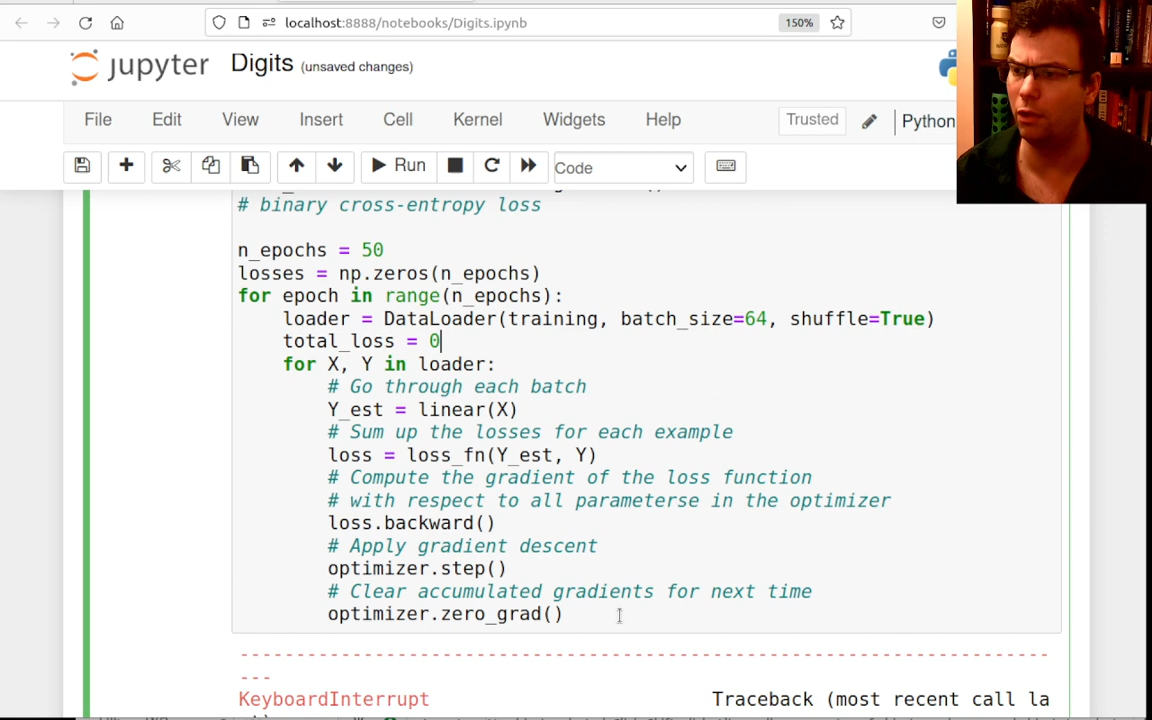 localhost:8888/notebooks/Digits.ipynb 150%
jupyter Digits (unsaved changes)
File Edit View Insert Cell Kernel Widgets Help Trusted Python
Run Code
# binary cross-entropy loss
n_epochs = 50
losses = np.zeros(n_epochs)
for epoch in range(n_epochs):
loader = DataLoader(training, batch_size=64, shuffle=True)
total_loss = 0
for X, Y in loader:
# Go through each batch
Y_est = linear(X)
# Sum up the losses for each example
loss = loss_fn(Y_est, Y)
# Compute the gradient of the loss function
# with respect to all parameterse in the optimizer
loss.backward()
# Apply gradient descent
optimizer.step()
# Clear accumulated gradients for next time
optimizer.zero_grad()
---------------------------------------------------------------------------
KeyboardInterrupt Traceback (most recent call la